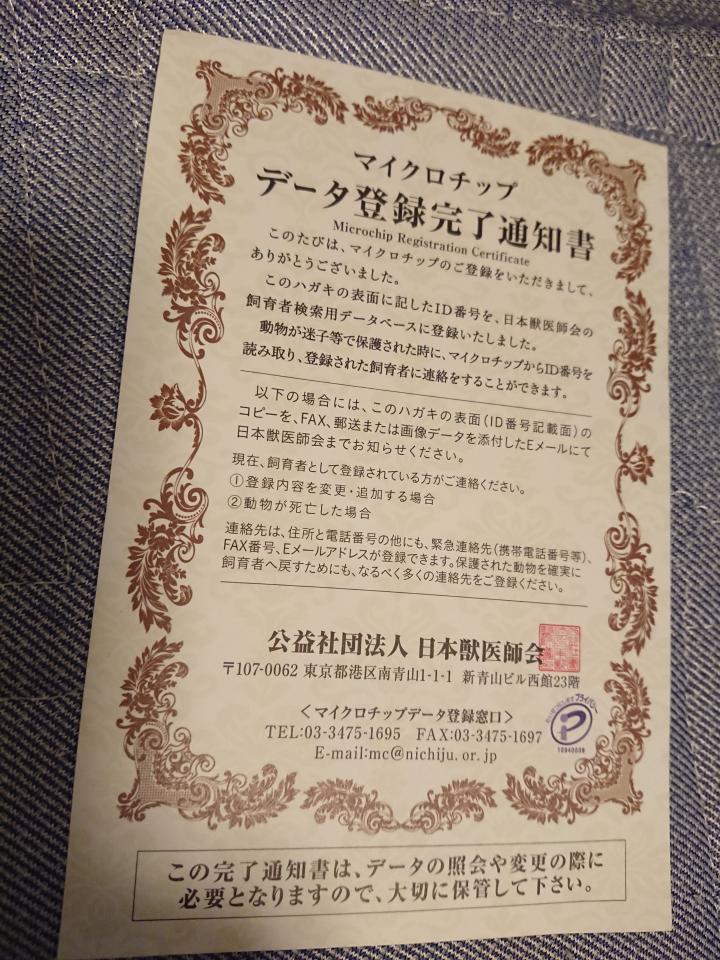 マイクロチップ
データ登録完了通知書
Microchip Registration Certificate
このたびは、マイクロチップのご登録をいただきまして、
ありがとうございました。
このハガキの表面に記したID番号を、日本獣医師会の
飼育者検索用データベースに登録いたしました。
動物が迷子等で保護された時に、マイクロチップからID番号を
読み取り、登録された飼育者に連絡をすることができます。
以下の場合には、このハガキの表面(ID番号記載面)の
コピーを、FAX、郵送または画像データを添付したEメールにて
日本獣医師会までお知らせください。
現在、飼育者として登録されている方がご連絡ください。
①登録内容を変更・追加する場合
②動物が死亡した場合
連絡先は、住所と電話番号の他にも、緊急連絡先(携帯電話番号等)、
FAX番号、Eメールアドレスが登録できます。保護された動物を確実に
飼育者へ戻すためにも、なるべく多くの連絡先をご登録ください。
公益社団法人 日本獣医師会
〒107-0062 東京都港区南青山1-1-1 新青山ビル西館23階
<マイクロチップデータ登録窓口>
TEL:03-3475-1695 FAX:03-3475-1697
E-mail:mc@nichiju.or.jp
プライバシー
10940009
この完了通知書は、データの照会や変更の際に
必要となりますので、大切に保管して下さい。